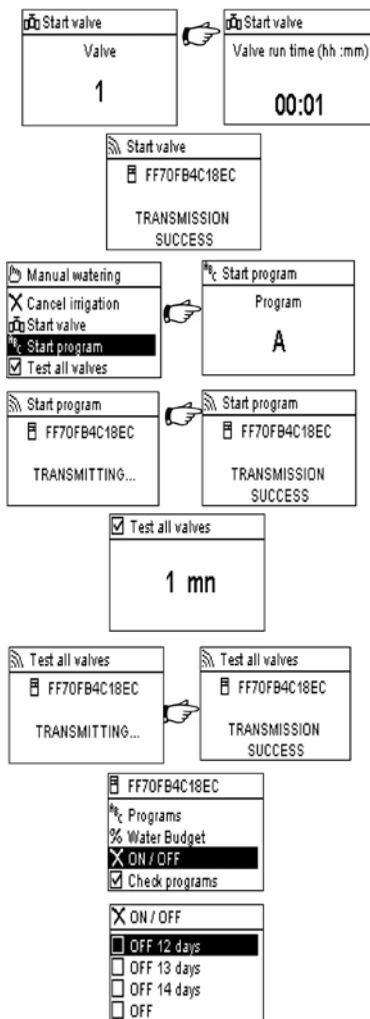 Start valve
Valve
1
Start valve
Valve run time (hh :mm)
00:01
Start valve
FF70FB4C18EC
TRANSMISSION
SUCCESS
Manual watering
Cancel irrigation
Start valve
ABC Start program
Test all valves
ABC Start program
Program
A
Start program
FF70FB4C18EC
TRANSMITTING...
Start program
FF70FB4C18EC
TRANSMISSION
SUCCESS
Test all valves
1 mn
Test all valves
FF70FB4C18EC
TRANSMITTING...
Test all valves
FF70FB4C18EC
TRANSMISSION
SUCCESS
FF70FB4C18EC
ABC Programs
% Water Budget
ON / OFF
Check programs
ON / OFF
OFF 12 days
OFF 13 days
OFF 14 days
OFF